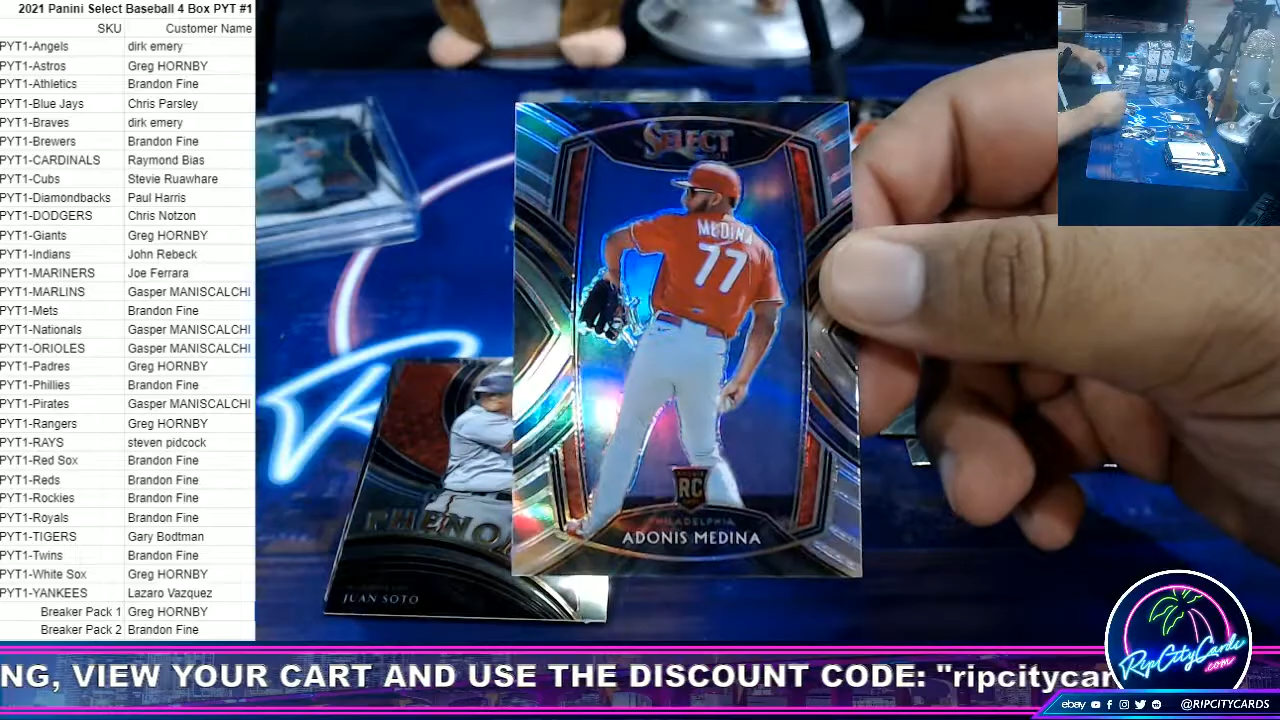 2021 Panini Select Baseball 4 Box PYT #1
SKU Customer Name
PYT1-Angels dirk emery
PYT1-Astros Greg HORNBY
PYT1-Athletics Brandon Fine
PYT1-Blue Jays Chris Parsley
PYT1-Braves dirk emery
PYT1-Brewers Brandon Fine
PYT1-CARDINALS Raymond Bias
PYT1-Cubs Stevie Ruawhare
PYT1-Diamondbacks Paul Harris
PYT1-DODGERS Chris Notzon
PYT1-Giants Greg HORNBY
PYT1-Indians John Rebeck
PYT1-MARINERS Joe Ferrara
PYT1-MARLINS Gasper MANISCALCHI
PYT1-Mets Brandon Fine
PYT1-Nationals Gasper MANISCALCHI
PYT1-ORIOLES Gasper MANISCALCHI
PYT1-Padres Greg HORNBY
PYT1-Phillies Brandon Fine
PYT1-Pirates Gasper MANISCALCHI
PYT1-Rangers Greg HORNBY
PYT1-RAYS steven pidcock
PYT1-Red Sox Brandon Fine
PYT1-Reds Brandon Fine
PYT1-Rockies Brandon Fine
PYT1-Royals Brandon Fine
PYT1-TIGERS Gary Bodtman
PYT1-Twins Brandon Fine
PYT1-White Sox Greg HORNBY
PYT1-YANKEES Lazaro Vazquez
Breaker Pack 1 Greg HORNBY
Breaker Pack 2 Brandon Fine
SELECT
MEDINA
77
RC
PHILADELPHIA
ADONIS MEDINA
PHENO
JUAN SOTO
NG, VIEW YOUR CART AND USE THE DISCOUNT CODE: "ripcitycar
RipCityCards
.com
ebay @RIPCITYCARDS